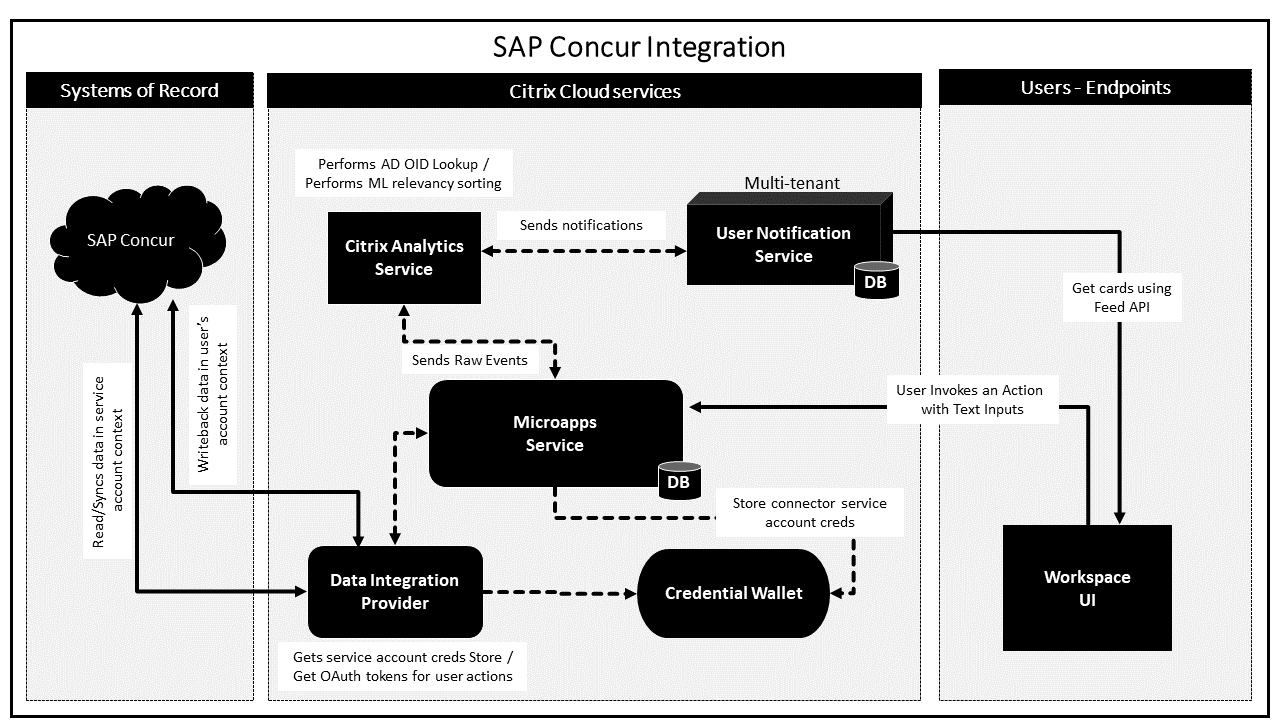 SAP Concur Integration
Systems of Record
Citrix Cloud services
Users - Endpoints
SAP Concur
Read/Syncs data in service
account context
Writeback data in user's
account context
Performs AD OID Lookup /
Performs ML relevancy sorting
Citrix Analytics
Service
Sends notifications
Multi-tenant
User Notification
Service
DB
Sends Raw Events
Microapps
Service
DB
Store connector service
account creds
Data Integration
Provider
Credential Wallet
Gets service account creds Store /
Get OAuth tokens for user actions
Get cards using
Feed API
User Invokes an Action
with Text Inputs
Workspace
UI